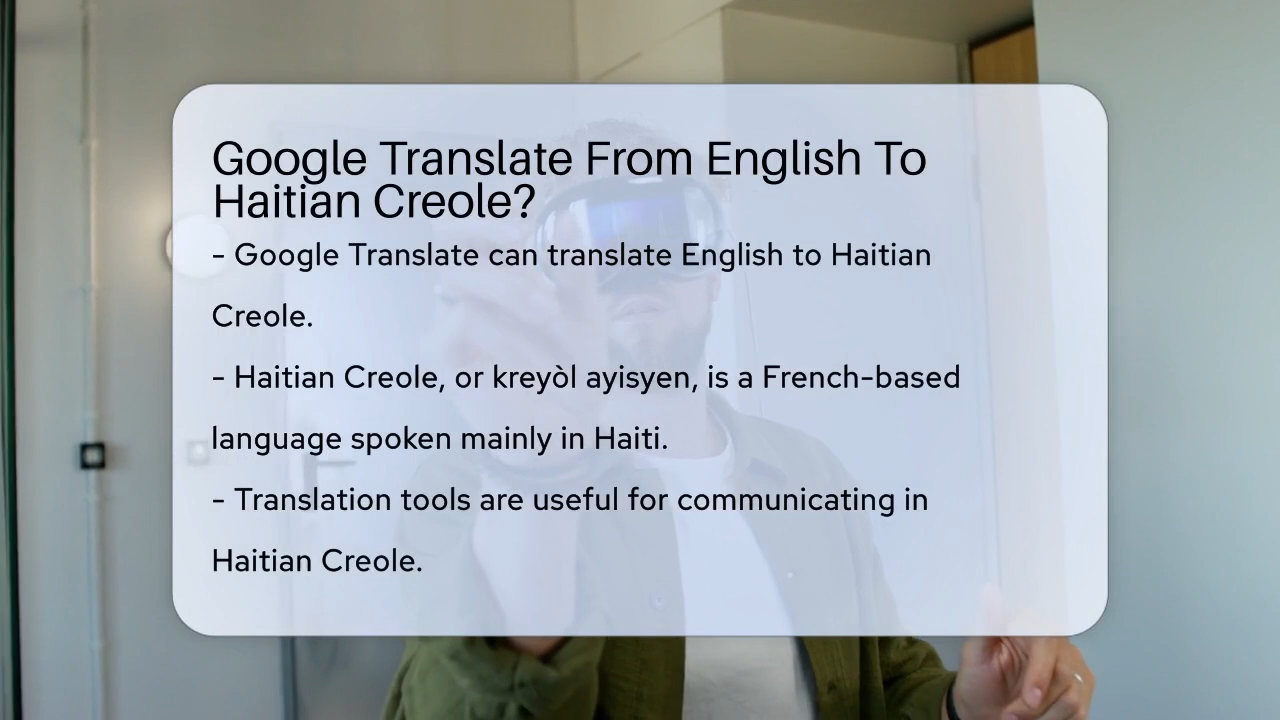 Google Translate From English To
Haitian Creole?
- Google Translate can translate English to Haitian
Creole.
- Haitian Creole, or kreyòl ayisyen, is a French-based
language spoken mainly in Haiti.
- Translation tools are useful for communicating in
Haitian Creole.